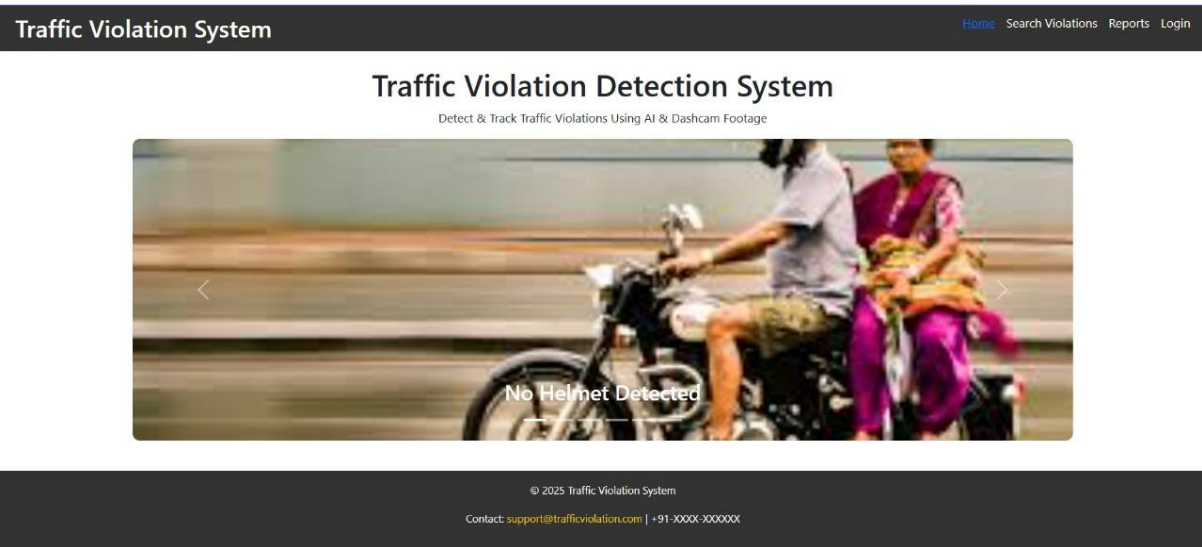 Traffic Violation System
Home Search Violations Reports Login
Traffic Violation Detection System
Detect & Track Traffic Violations Using AI & Dashcam Footage
No Helmet Detected
© 2025 Traffic Violation System
Contact: support@trafficviolation.com | +91-XXXX-XXXXXX